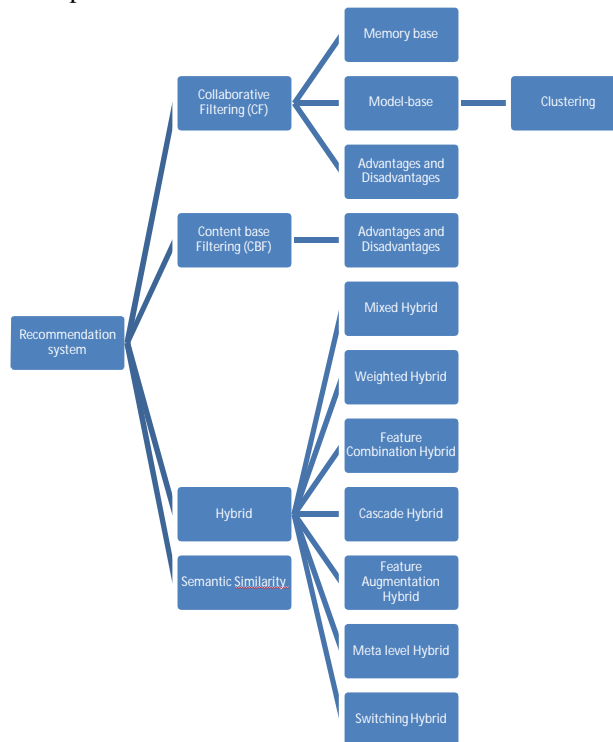 Memory base
Collaborative
Filtering (CF)
Model-base
Clustering
Advantages and
Disadvantages
Content base
Filtering (CBF)
Advantages and
Disadvantages
Recommendation
system
Mixed Hybrid
Weighted Hybrid
Feature
Combination Hybrid
Hybrid
Cascade Hybrid
Semantic Similarity
Feature
Augmentation
Hybrid
Meta level Hybrid
Switching Hybrid